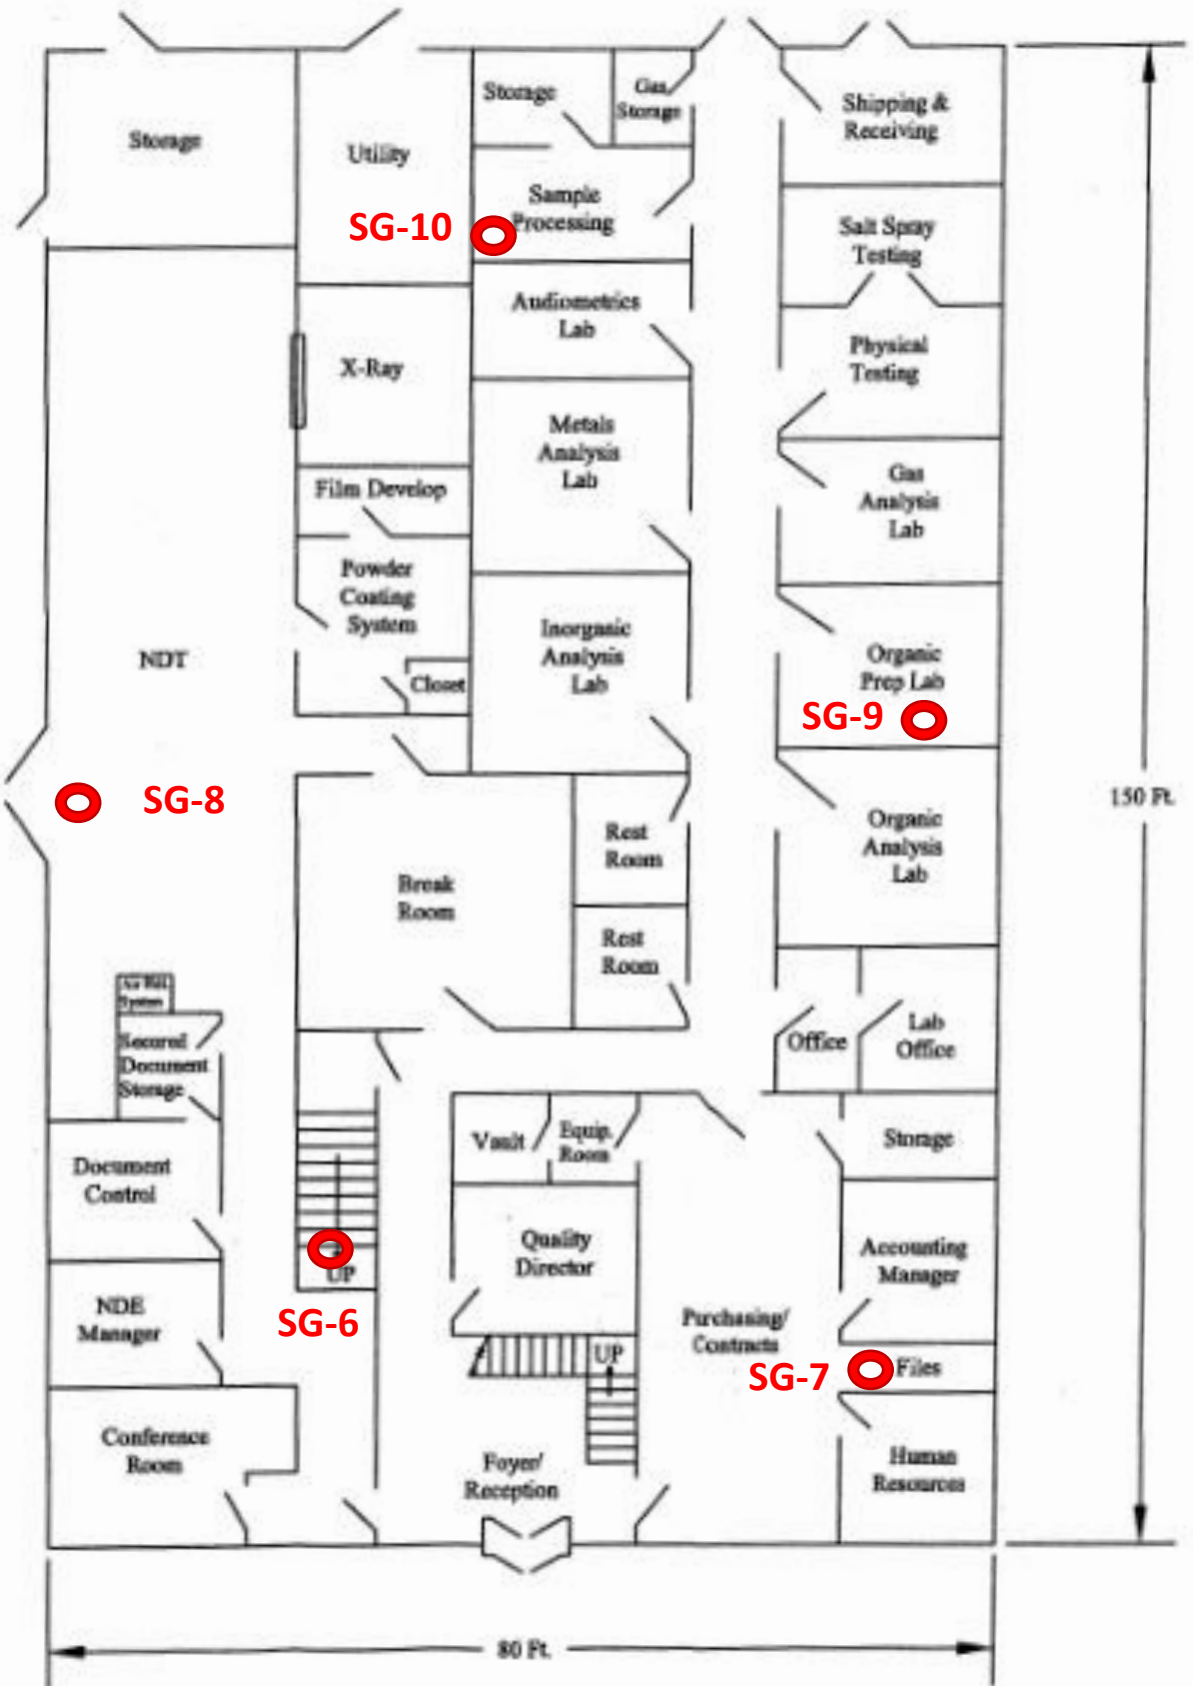 Storage
Utility
Storage
Gas
Storage
Shipping &
Receiving
Sample
Processing
SG-10
Salt Spray
Testing
Audiometrics
Lab
X-Ray
Physical
Testing
Metals
Analysis
Lab
Film Develop
Gas
Analysis
Lab
Powder
Coating
System
Inorganic
Analysis
Lab
NDT
Closet
Organic
Prep Lab
SG-9
SG-8
150 Ft.
Rest
Room
Organic
Analysis
Lab
Break
Room
Rest
Room
System
Secured
Document
Storage
Office
Lab
Office
Vault
Equip.
Room
Storage
Document
Control
Quality
Director
Accounting
Manager
UP
SG-6
NDE
Manager
Purchasing/
Contracts
UP
SG-7
Files
Conference
Room
Foyer/
Reception
Human
Resources
80 Ft.